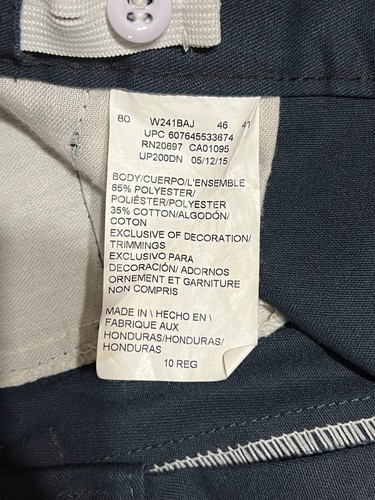 80 W241BAJ 46 41
UPC 607645533674
RN20697 CA01095
UP200DN 05/12/15
BODY/CUERPO/L'ENSEMBLE
65% POLYESTER/
POLIÉSTER/POLYESTER
35% COTTON/ALGODÓN/
COTON
EXCLUSIVE OF DECORATION/
TRIMMINGS
EXCLUSIVO PARA
DECORACIÓN/ ADORNOS
ORNEMENT ET GARNITURE
NON COMPRIS
MADE IN \ HECHO EN \
FABRIQUE AUX
HONDURAS/HONDURAS/
HONDURAS
10 REG